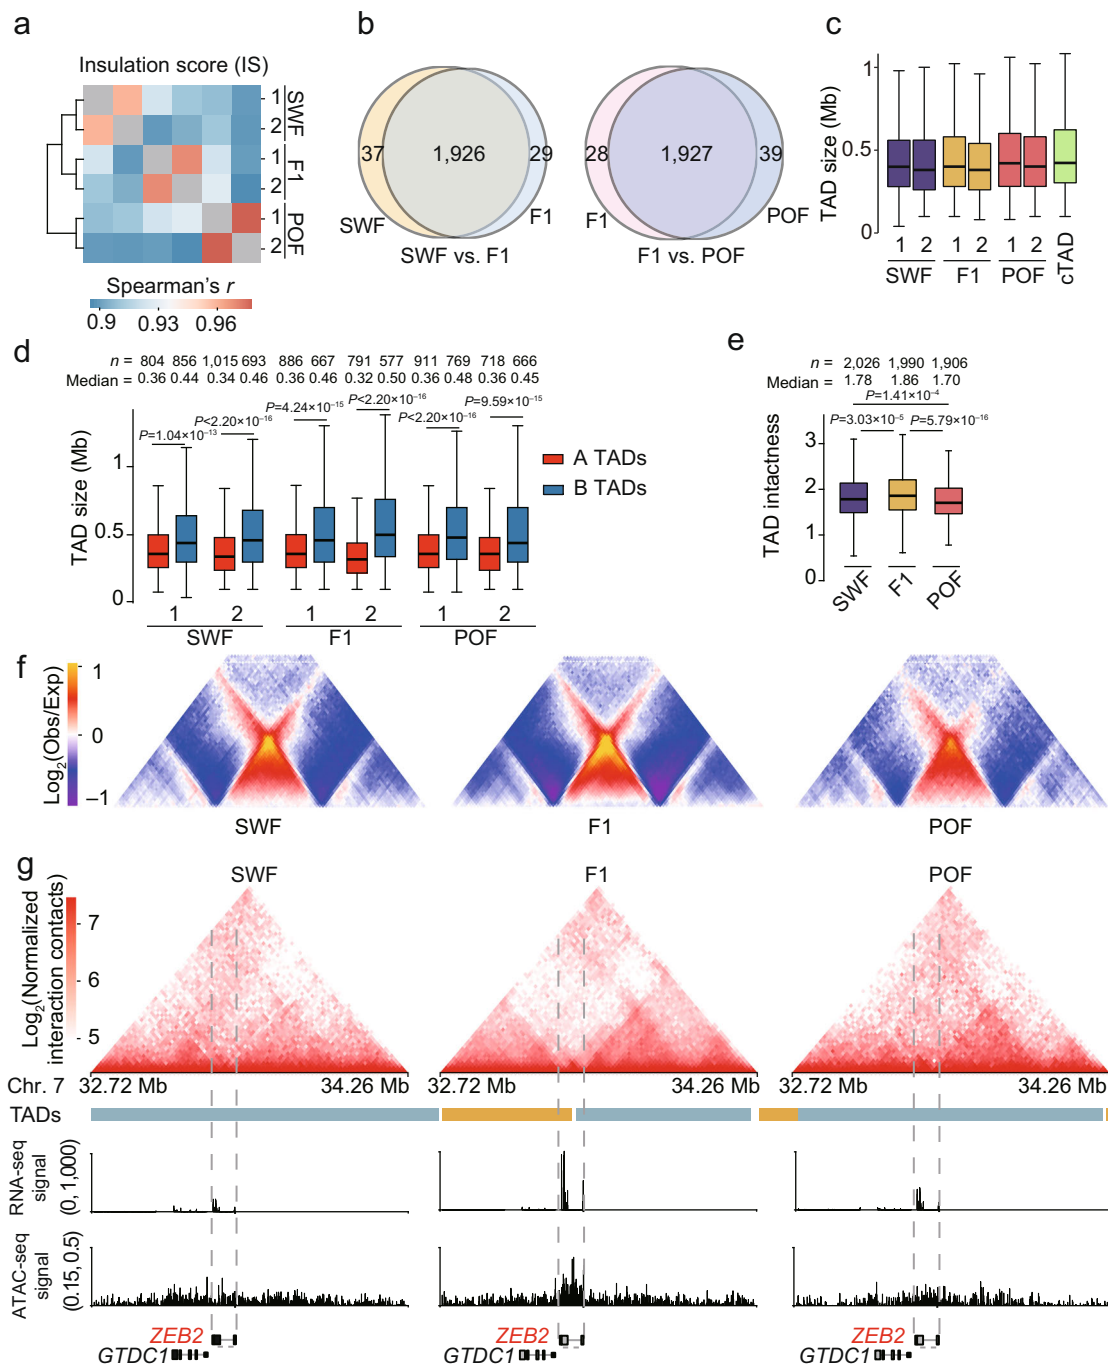 a
Insulation score (IS)
1
2
SWF
1
2
F1
1
2
POF
Spearman's r
0.9 0.93 0.96
b
37 1,926 29
SWF F1
SWF vs. F1
28 1,927 39
F1 POF
F1 vs. POF
c
TAD size (Mb)
1
0.5
0
1 2 1 2 1 2
SWF F1 POF cTAD
d
n = 804 856 1,015 693 886 667 791 577 911 769 718 666
Median = 0.36 0.44 0.34 0.46 0.36 0.46 0.32 0.50 0.36 0.48 0.36 0.45
P=1.04×10⁻¹³
P<2.20×10⁻¹⁶
P=4.24×10⁻¹⁵
P<2.20×10⁻¹⁶
P<2.20×10⁻¹⁶
P=9.59×10⁻¹⁵
TAD size (Mb)
1
0.5
0
A TADs
B TADs
1 2 1 2 1 2
SWF F1 POF
e
n = 2,026 1,990 1,906
Median = 1.78 1.86 1.70
P=1.41×10⁻⁴
P=3.03×10⁻⁵ P=5.79×10⁻¹⁶
TAD intactness
3
2
1
0
SWF F1 POF
f
Log₂(Obs/Exp)
1
0
−1
SWF F1 POF
g
SWF F1 POF
Log₂(Normalized
interaction contacts)
7
6
5
Chr. 7 32.72 Mb 34.26 Mb 32.72 Mb 34.26 Mb 32.72 Mb 34.26 Mb
TADs
RNA-seq
signal
(0, 1,000)
ATAC-seq
signal
(0.15, 0.5)
ZEB2 ZEB2 ZEB2
GTDC1 GTDC1 GTDC1